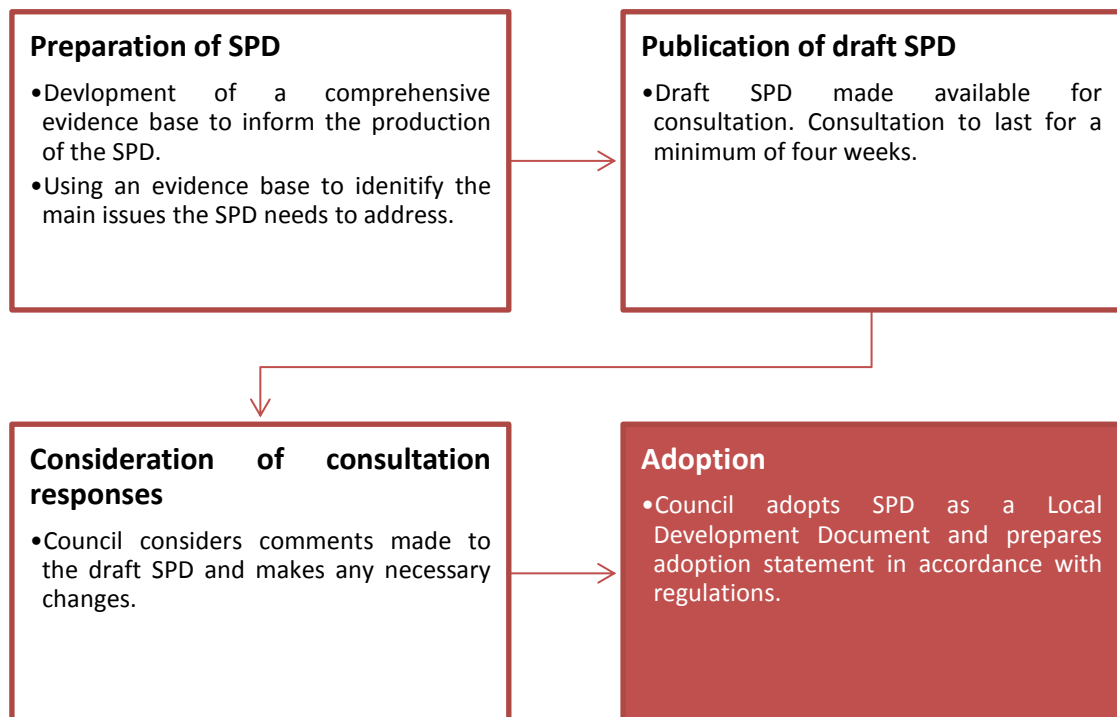 Preparation of SPD
•Devlopment of a comprehensive
evidence base to inform the production
of the SPD.
•Using an evidence base to idenitify the
main issues the SPD needs to address.
Publication of draft SPD
•Draft SPD made available for
consultation. Consultation to last for a
minimum of four weeks.
Consideration of consultation
responses
•Council considers comments made to
the draft SPD and makes any necessary
changes.
Adoption
•Council adopts SPD as a Local
Development Document and prepares
adoption statement in accordance with
regulations.